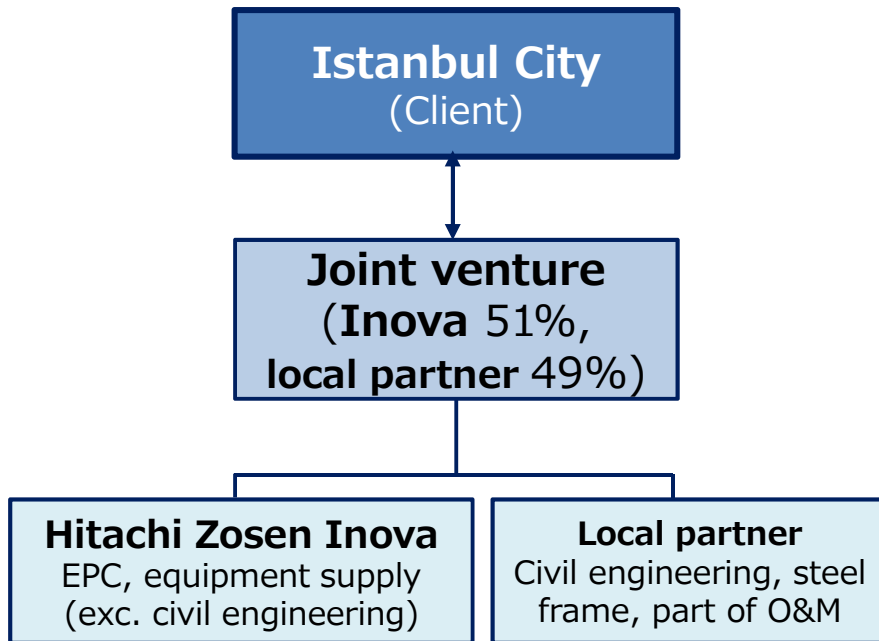 Istanbul City
(Client)
Joint venture
(Inova 51%,
local partner 49%)
Hitachi Zosen Inova
EPC, equipment supply
(exc. civil engineering)
Local partner
Civil engineering, steel
frame, part of O&M